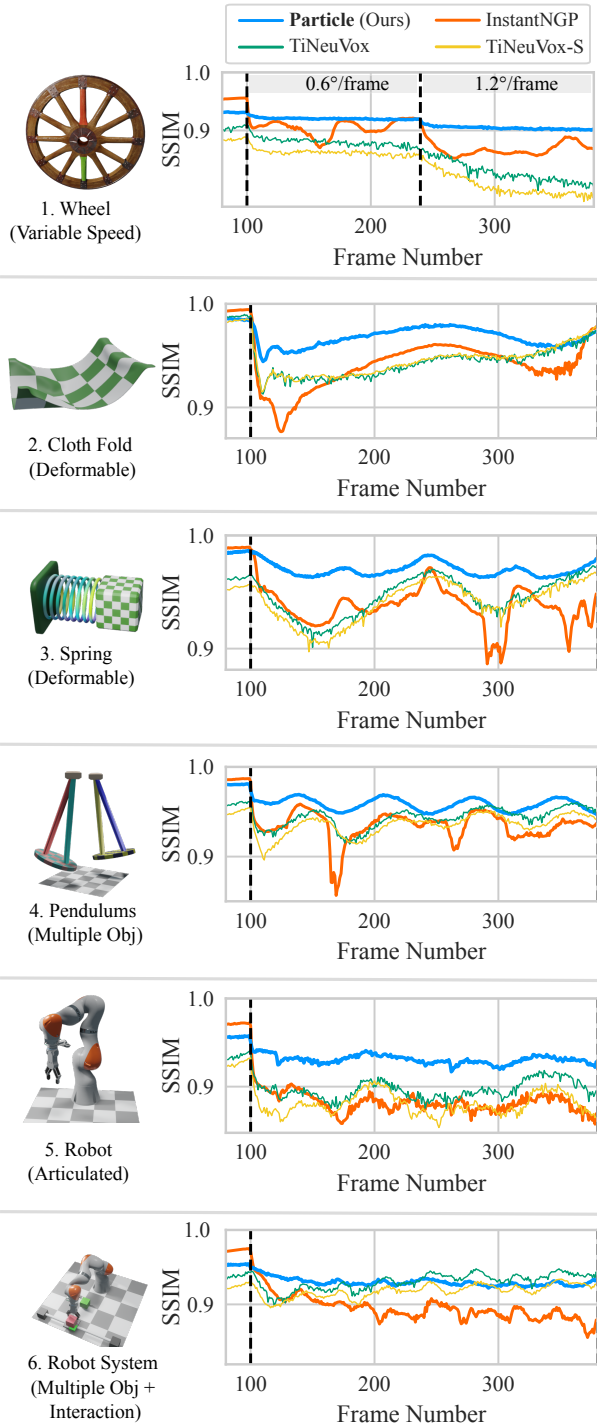 Particle (Ours) InstantNGP
TiNeuVox TiNeuVox-S
1.0
0.6°/frame 1.2°/frame
SSIM
0.9
100 200 300
Frame Number
1. Wheel
(Variable Speed)
1.0
SSIM
0.9
100 200 300
Frame Number
2. Cloth Fold
(Deformable)
1.0
SSIM
0.9
100 200 300
Frame Number
3. Spring
(Deformable)
1.0
SSIM
0.9
100 200 300
Frame Number
4. Pendulums
(Multiple Obj)
1.0
SSIM
0.9
100 200 300
Frame Number
5. Robot
(Articulated)
1.0
SSIM
0.9
100 200 300
Frame Number
6. Robot System
(Multiple Obj +
Interaction)